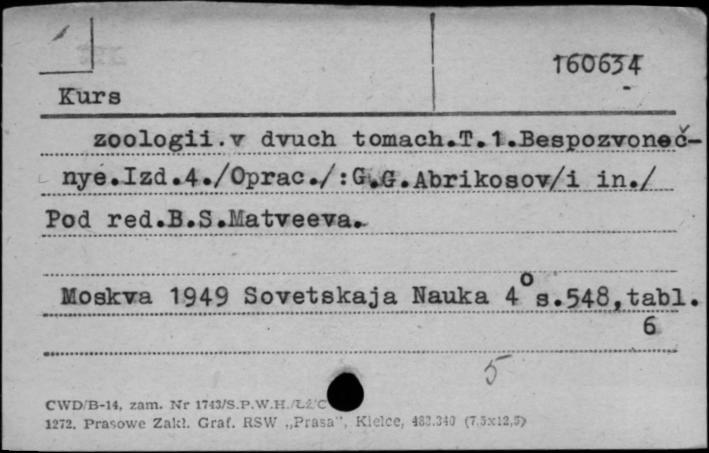 160634
Kurs
zoologii.v dvuch tomach.T.1.Bespozvoneč-
nye.Izd.4./Oprac./:G.G.Abrikosov/i in./
Pod red.B.S.Matveeva.
Moskva 1949 Sovetskaja Nauka 4° s.548,tabl.
6
5
CWD/B-14, zam. Nr 1743/S.P.W.H./
1272. Prasowe Zakł. Graf. RSW „Prasa", Kielce, 483.340 (7,5x12,5)